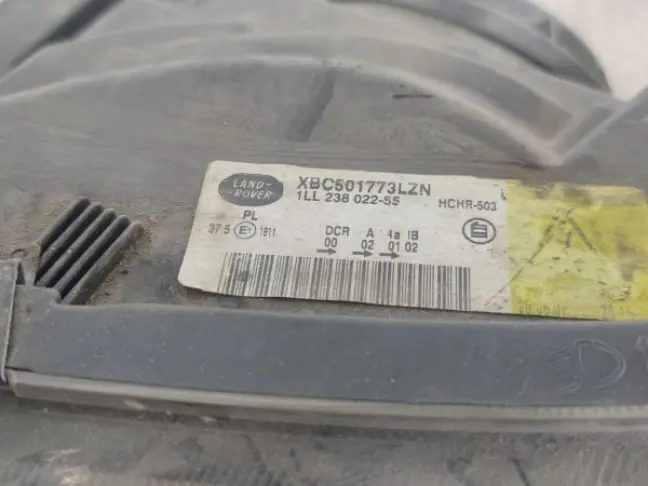 LAND-
ROVER
XBC501773LZN
1LL 238 022-55
HCHR-503
PL
37.5 E1 1811
DCR A 1a IB
00 02 01 02